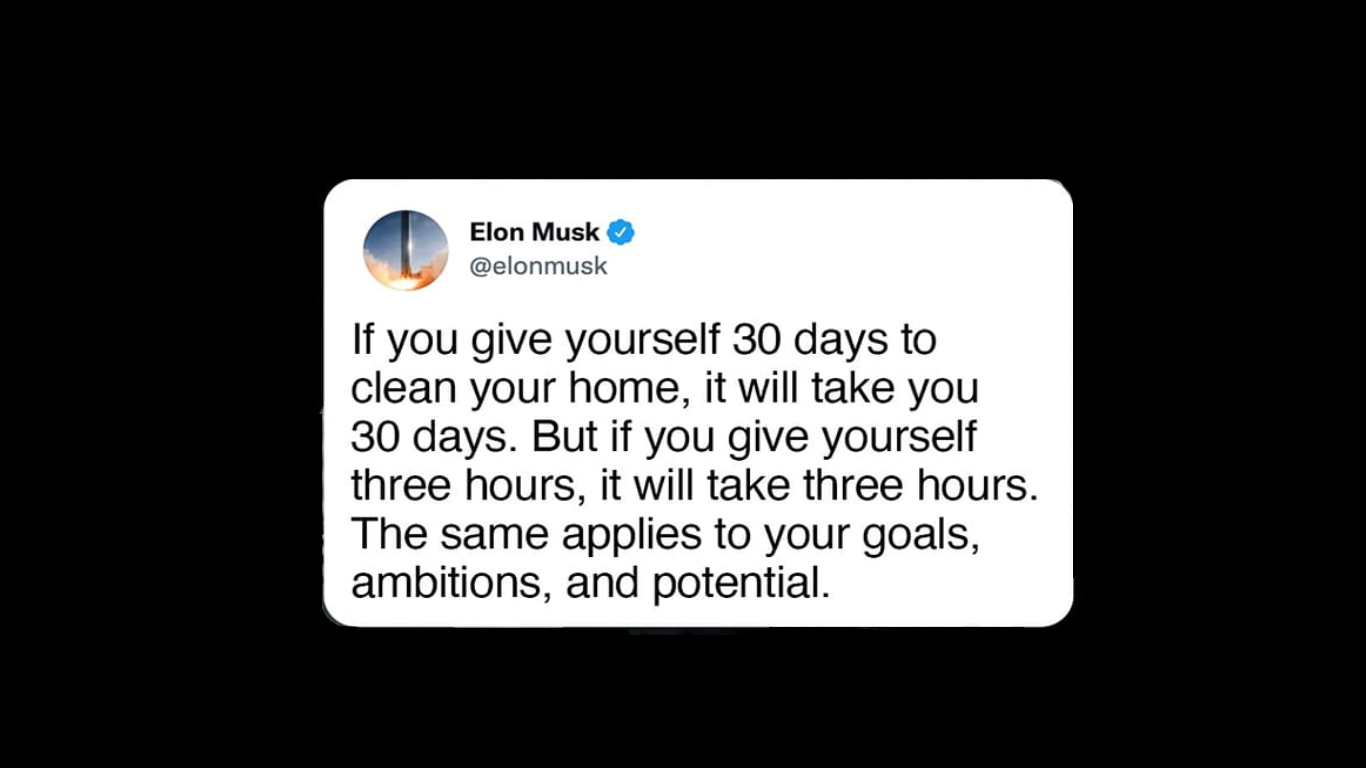 Elon Musk
@elonmusk
If you give yourself 30 days to
clean your home, it will take you
30 days. But if you give yourself
three hours, it will take three hours.
The same applies to your goals,
ambitions, and potential.